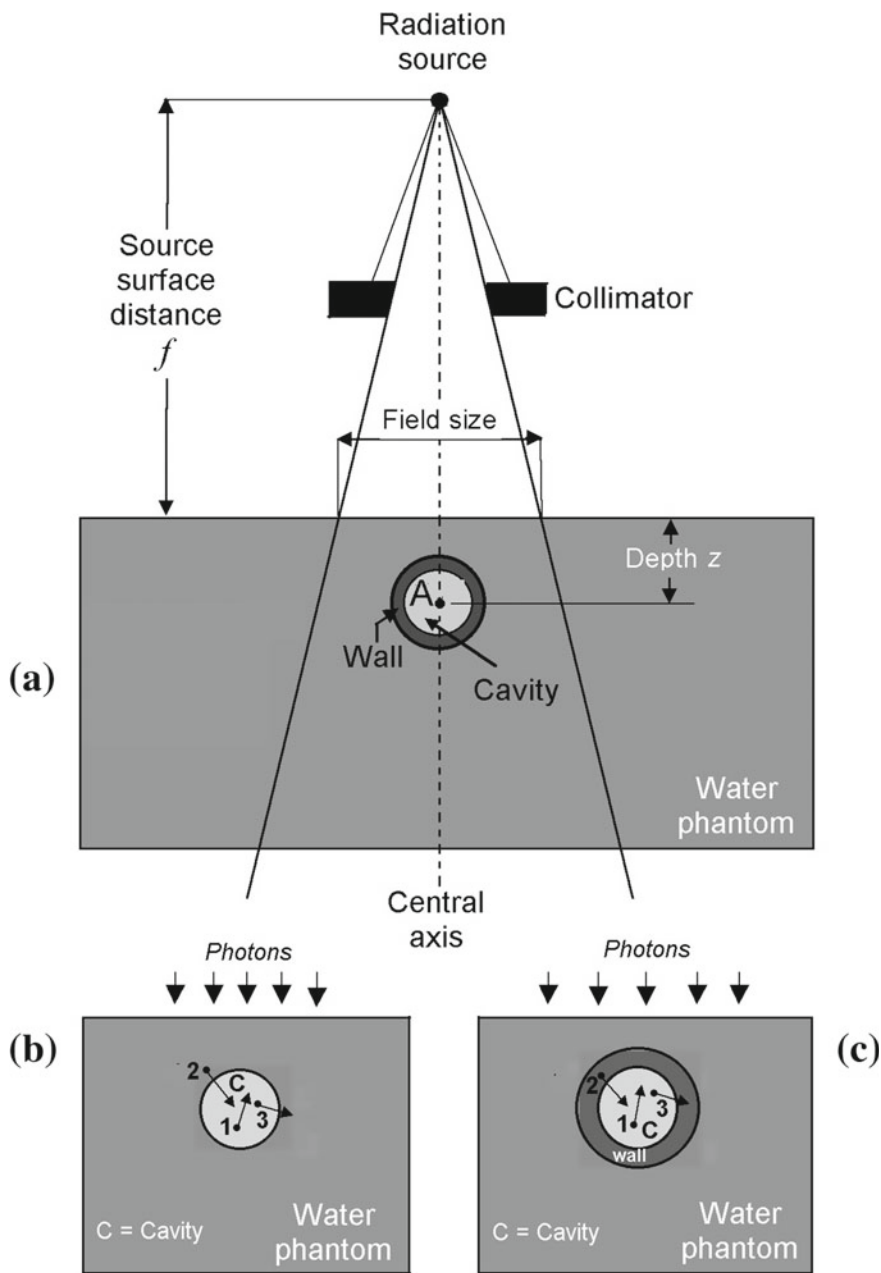 Radiation
source
Source
surface
distance
f
Collimator
Field size
Depth z
A
Wall
Cavity
(a)
Water
phantom
Central
axis
Photons
Photons
(b)
(c)
2
C
1
3
C = Cavity
Water
phantom
2
3
1
C
wall
C = Cavity
Water
phantom